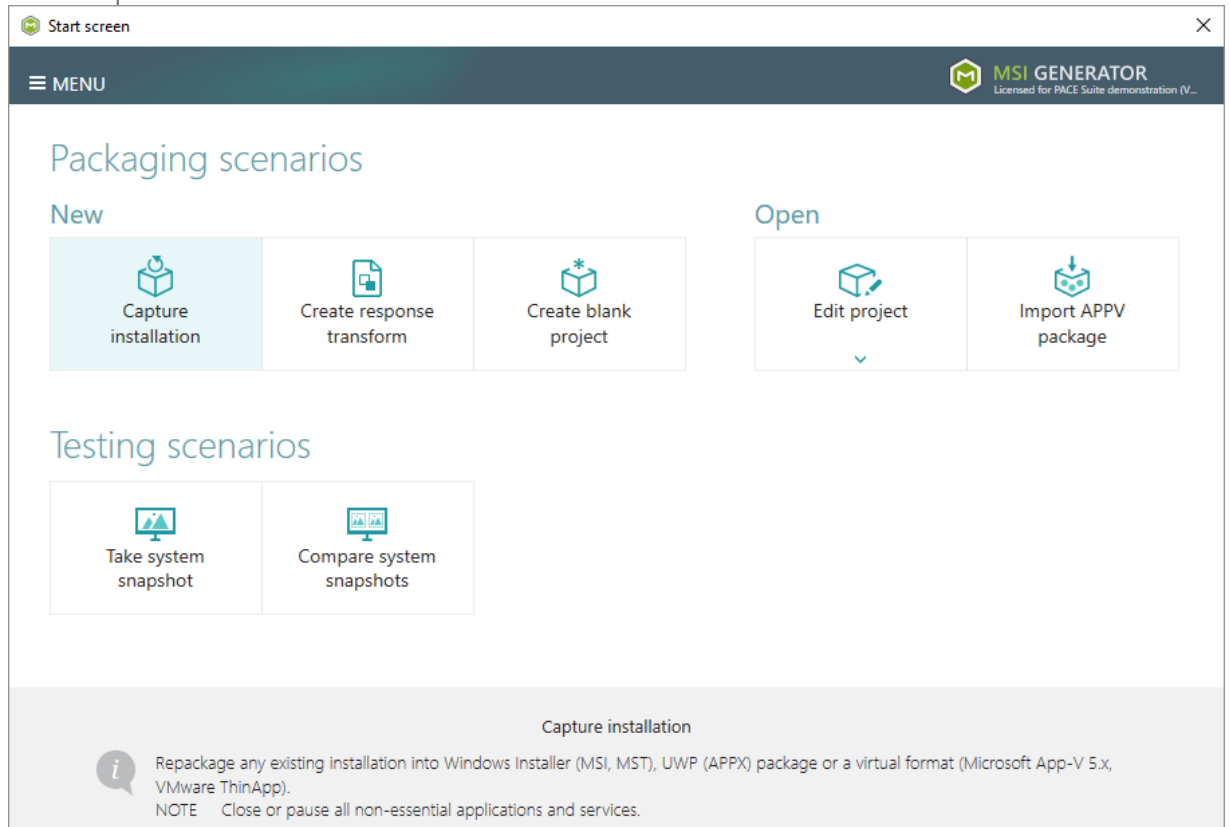 Start screen
MENU
MSI GENERATOR
Licensed for PACE Suite demonstration (V...
Packaging scenarios
New
Open
Capture
installation
Create response
transform
Create blank
project
Edit project
Import APPV
package
Testing scenarios
Take system
snapshot
Compare system
snapshots
Capture installation
Repackage any existing installation into Windows Installer (MSI, MST), UWP (APPX) package or a virtual format (Microsoft App-V 5.x,
VMware ThinApp).
NOTE Close or pause all non-essential applications and services.